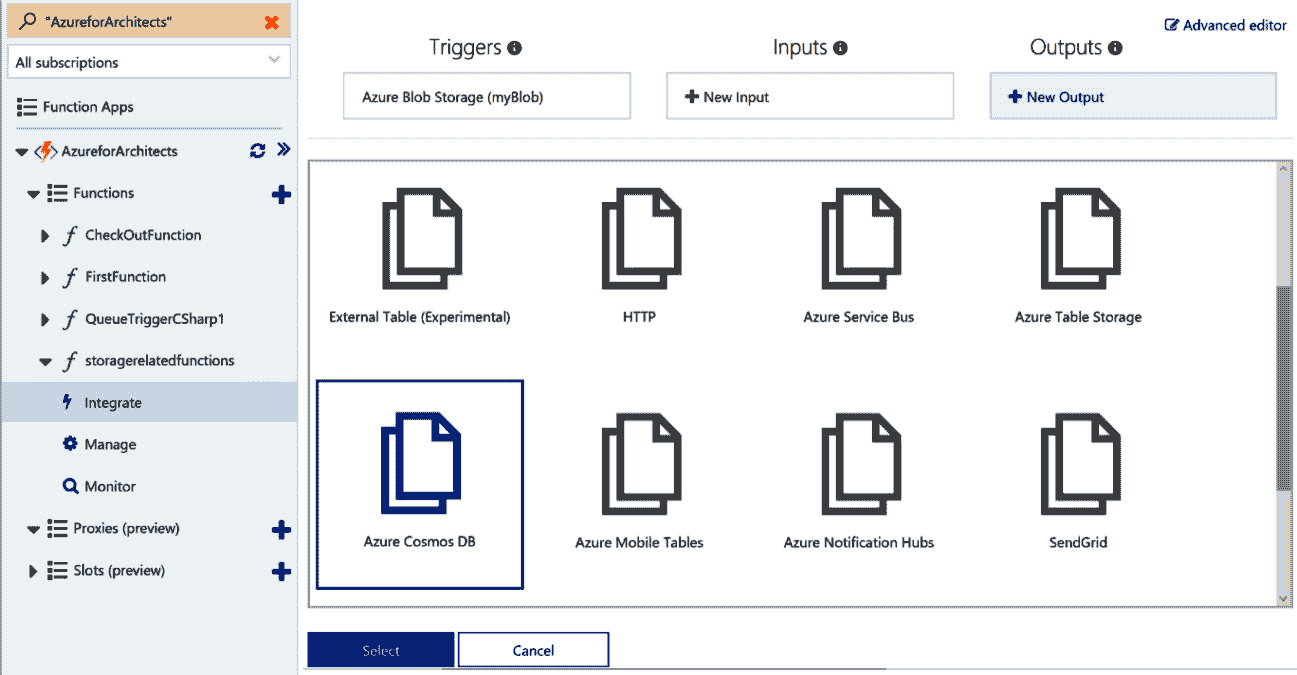 "AzureforArchitects"
All subscriptions
Function Apps
AzureforArchitects
Functions
CheckOutFunction
FirstFunction
QueueTriggerCSharp1
storagerelatedfunctions
Integrate
Manage
Monitor
Proxies (preview)
Slots (preview)
Advanced editor
Triggers
Inputs
Outputs
Azure Blob Storage (myBlob)
New Input
New Output
External Table (Experimental)
HTTP
Azure Service Bus
Azure Table Storage
Azure Cosmos DB
Azure Mobile Tables
Azure Notification Hubs
SendGrid
Select
Cancel